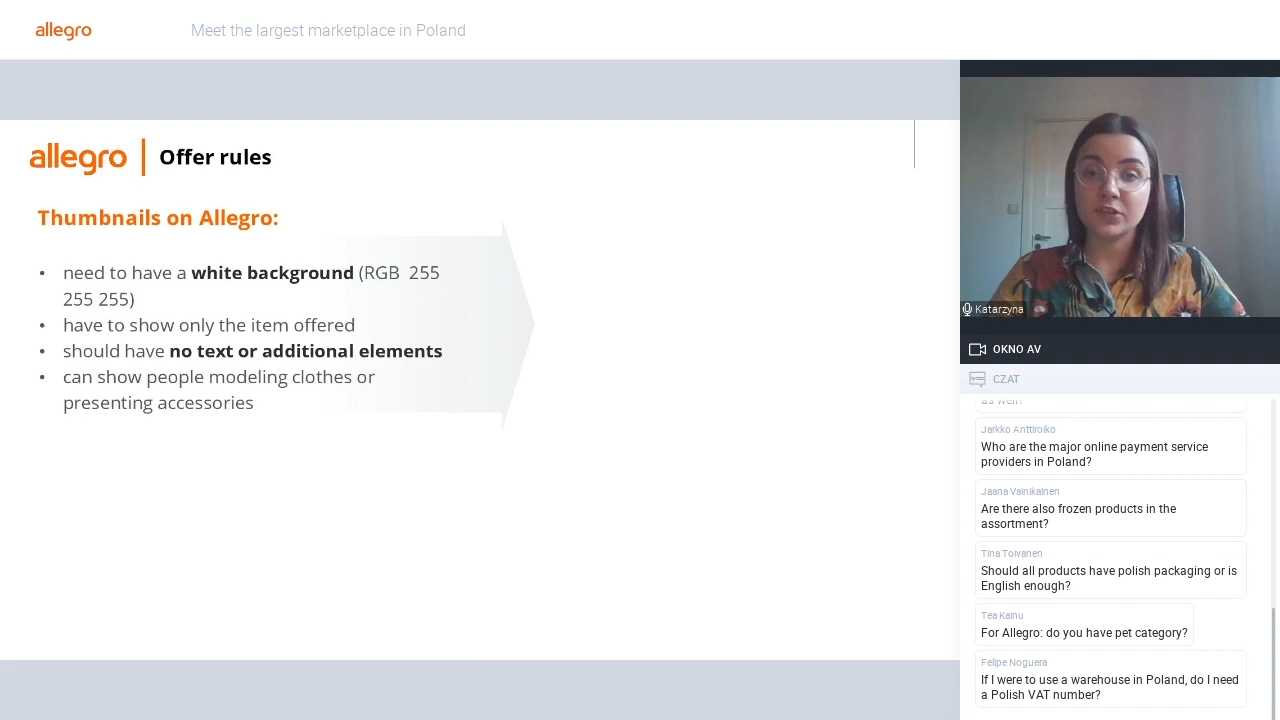 allegro
Meet the largest marketplace in Poland
allegro
Offer rules
Thumbnails on Allegro:
• need to have a white background (RGB 255
255 255)
• have to show only the item offered
• should have no text or additional elements
• can show people modeling clothes or
presenting accessories
Katarzyna
OKNO AV
CZAT
as well?
Jarkko Anttiroiko
Who are the major online payment service
providers in Poland?
Jaana Vainikainen
Are there also frozen products in the
assortment?
Tina Toivanen
Should all products have polish packaging or is
English enough?
Tea Kainu
For Allegro: do you have pet category?
Felipe Noguera
If I were to use a warehouse in Poland, do I need
a Polish VAT number?